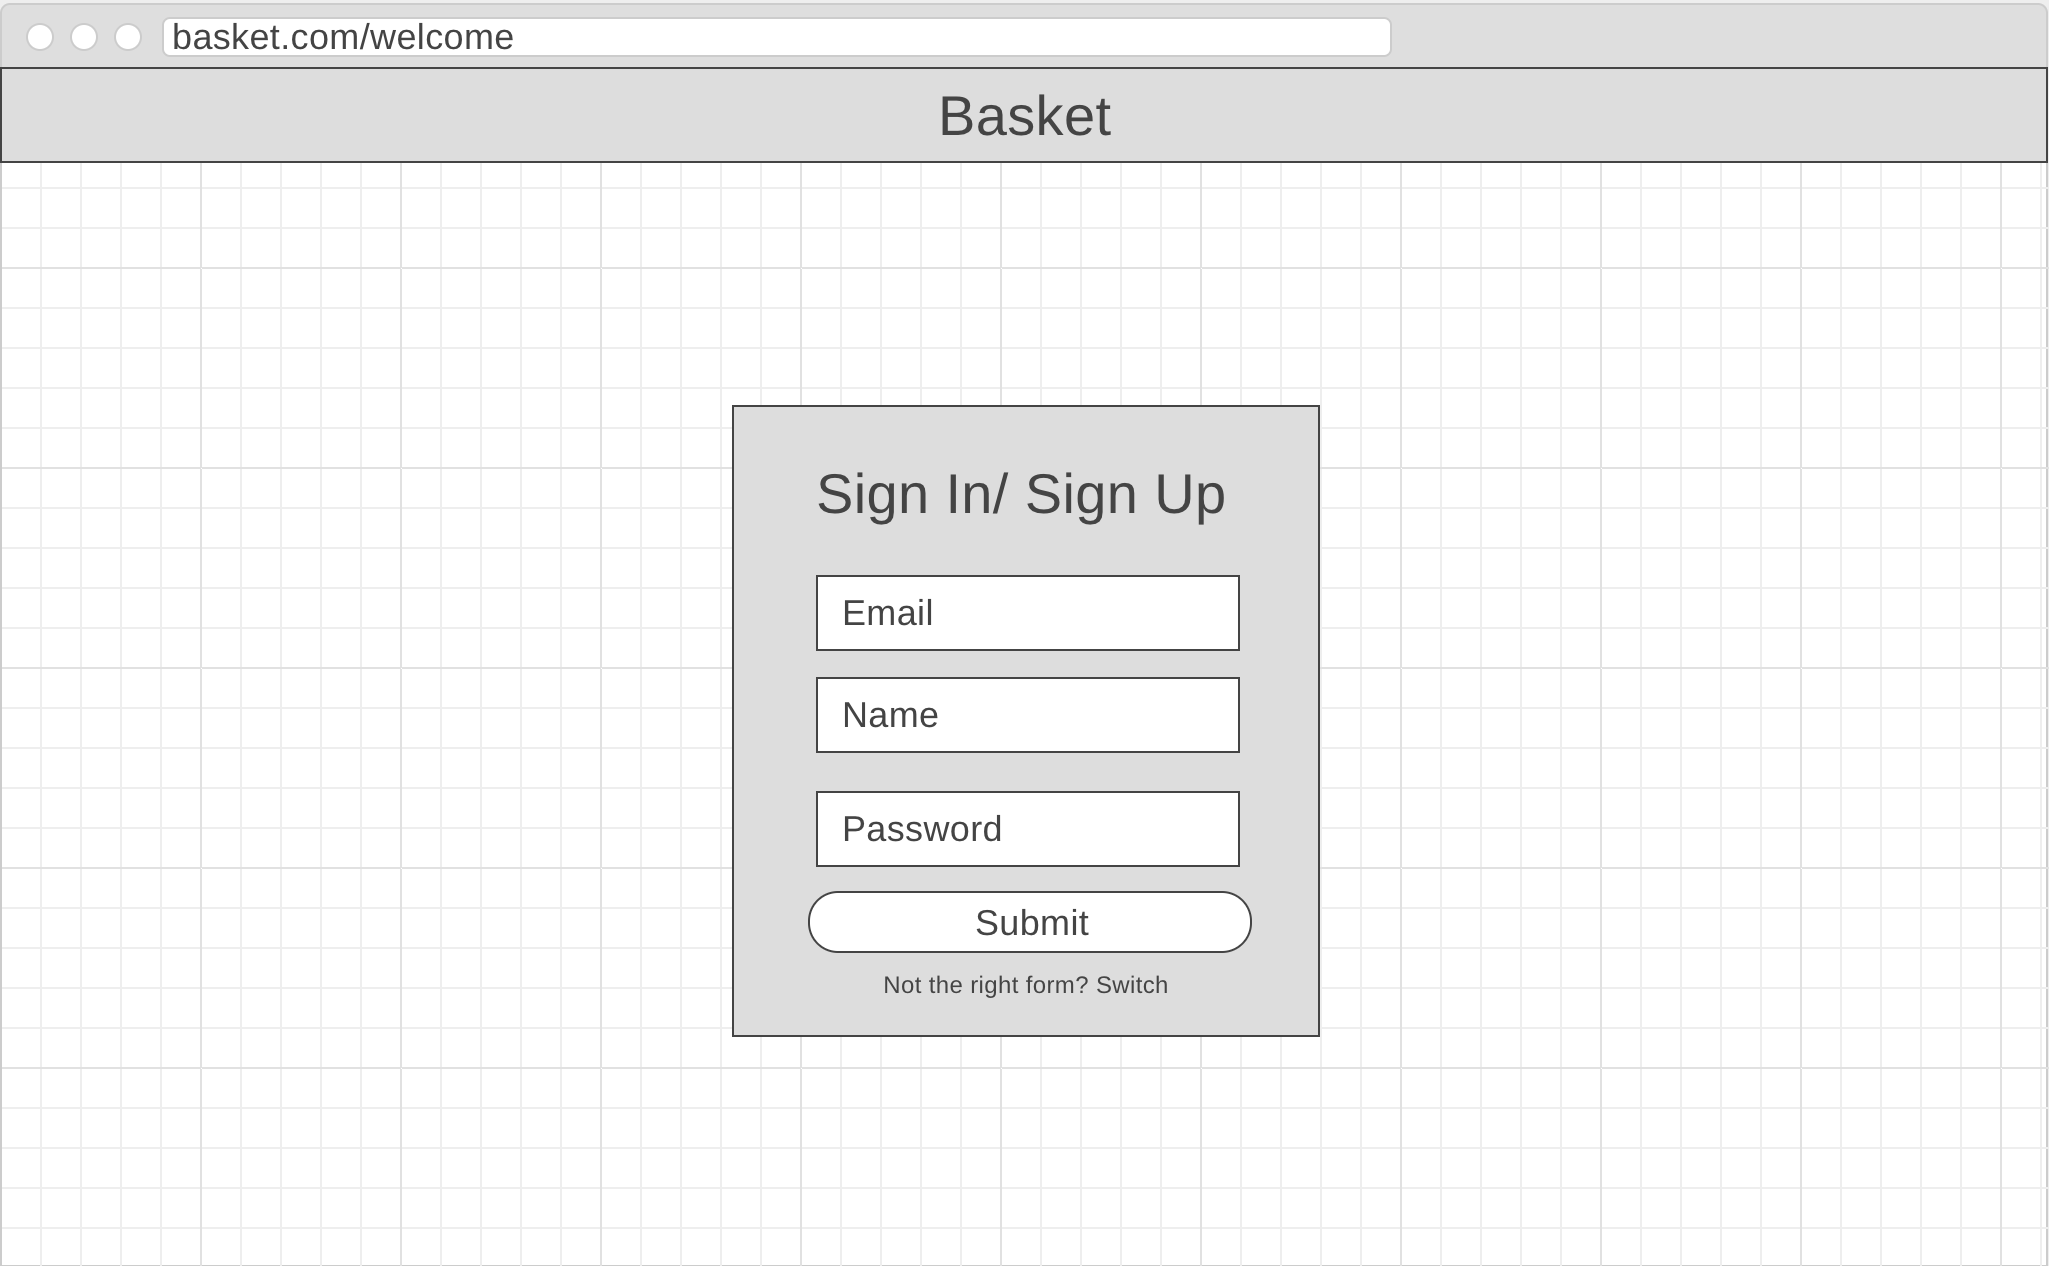 basket.com/welcome
Basket
Sign In/ Sign Up
Email
Name
Password
Submit
Not the right form? Switch